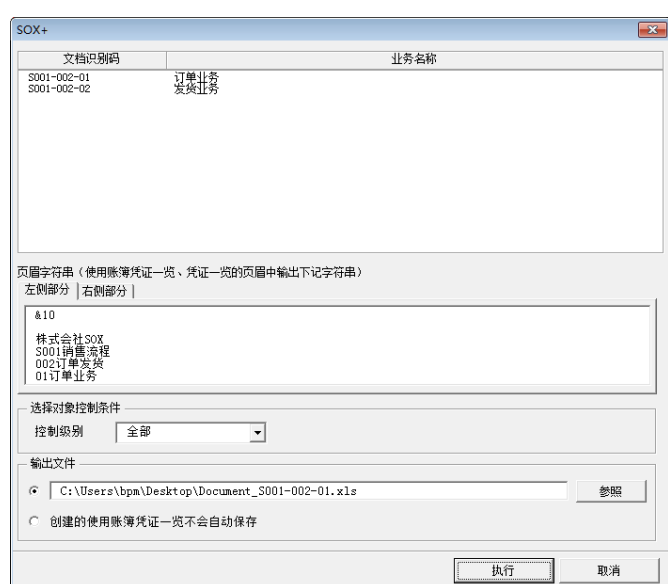 SOX+
文档识别码 业务名称
S001-002-01 订单业务
S001-002-02 发货业务
页眉字符串（使用账簿凭证一览、凭证一览的页眉中输出下记字符串）
左侧部分 右侧部分
&10
株式会社SOX
S001销售流程
002订单发货
01订单业务
选择对象控制条件
控制级别 全部
输出文件
C:\Users\bpm\Desktop\Document_S001-002-01.xls 参照
创建的使用账簿凭证一览不会自动保存
执行 取消